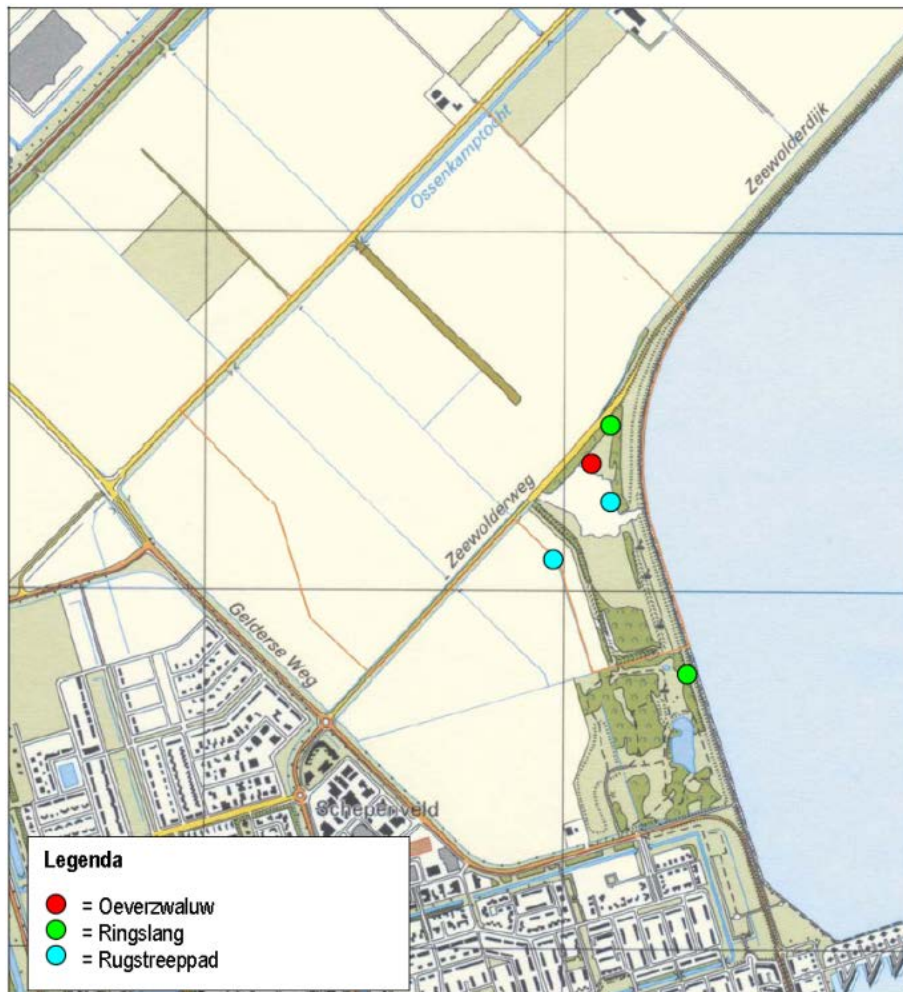 Zeewolderdijk
Ossenkamptocht
Zeewolderweg
Gelderse Weg
Schepenveld
Legenda
= Oeverzwaluw
= Ringslang
= Rugstreeppad